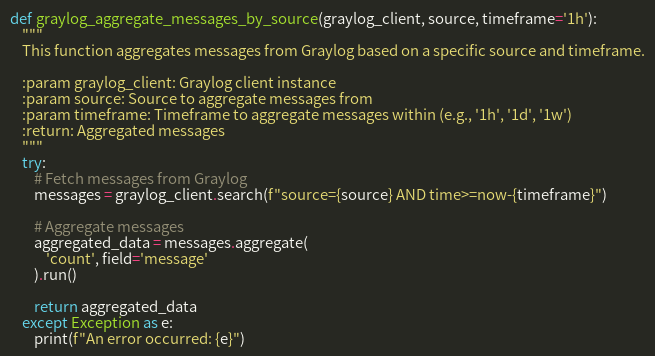 def graylog_aggregate_messages_by_source(graylog_client, source, timeframe='1h'):
"""
This function aggregates messages from Graylog based on a specific source and timeframe.
:param graylog_client: Graylog client instance
:param source: Source to aggregate messages from
:param timeframe: Timeframe to aggregate messages within (e.g., '1h', '1d', '1w')
:return: Aggregated messages
"""
try:
# Fetch messages from Graylog
messages = graylog_client.search(f"source={source} AND time>=now-{timeframe}")
# Aggregate messages
aggregated_data = messages.aggregate(
'count', field='message'
).run()
return aggregated_data
except Exception as e:
print(f"An error occurred: {e}")